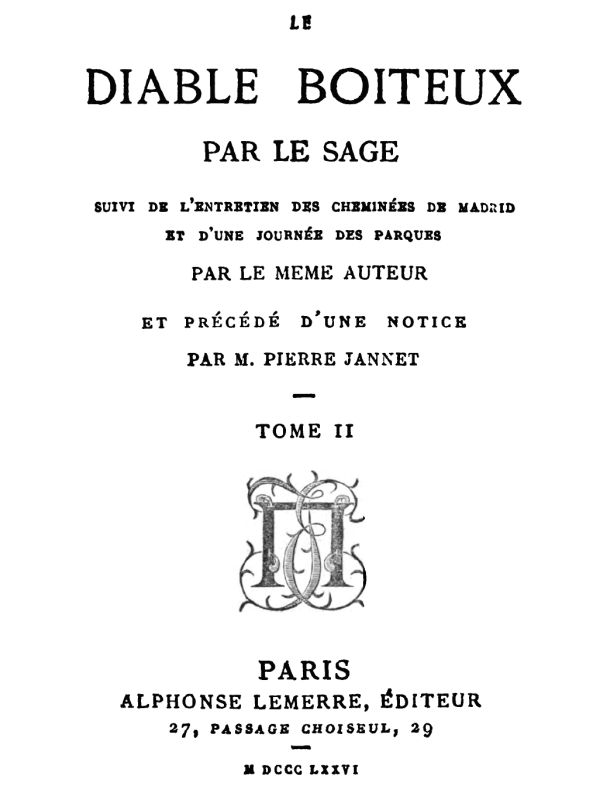 LE
DIABLE BOITEUX
PAR LE SAGE
SUIVI DE L'ENTRETIEN DES CHEMINÉES DE MADRID
ET D'UNE JOURNÉE DES PARQUES
PAR LE MEME AUTEUR
ET PRÉCÉDÉ D'UNE NOTICE
PAR M. PIERRE JANNET
—
TOME II
PARIS
ALPHONSE LEMERRE, ÉDITEUR
27, PASSAGE CHOISEUL, 29
—
M DCCC LXXVI